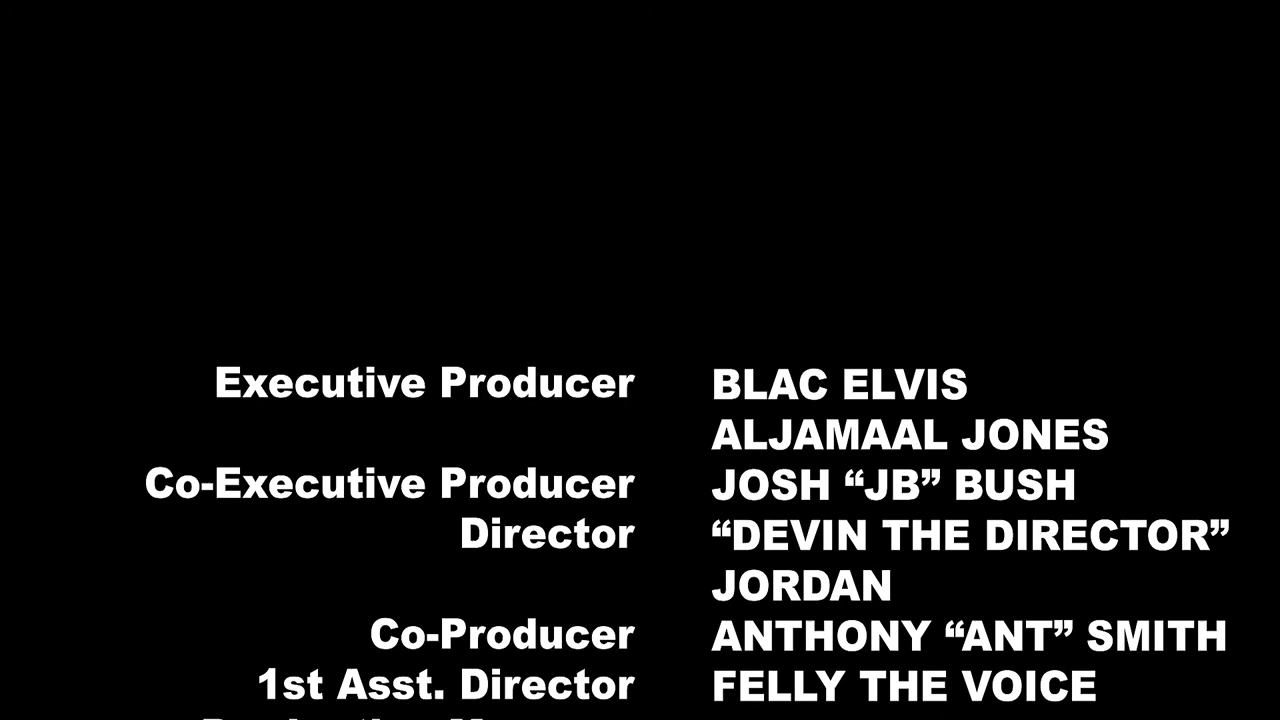 Executive Producer BLAC ELVIS
ALJAMAAL JONES
Co-Executive Producer JOSH “JB” BUSH
Director “DEVIN THE DIRECTOR”
JORDAN
Co-Producer ANTHONY “ANT” SMITH
1st Asst. Director FELLY THE VOICE